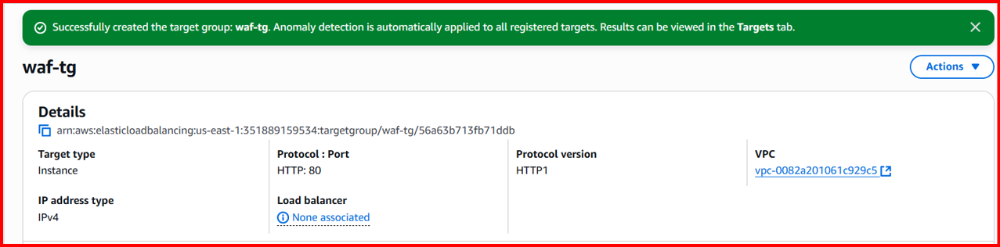 Successfully created the target group: waf-tg. Anomaly detection is automatically applied to all registered targets. Results can be viewed in the Targets tab.
waf-tg
Actions
Details
arn:aws:elasticloadbalancing:us-east-1:351889159534:targetgroup/waf-tg/56a63b713fb71ddb
Target type
Instance
Protocol : Port
HTTP: 80
Protocol version
HTTP1
VPC
vpc-0082a201061c929c5
IP address type
IPv4
Load balancer
None associated